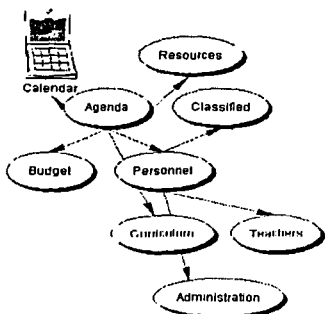 Resources
Calendar
Agenda
Classified
Budget
Personnel
Curriculum
Teachers
Administration